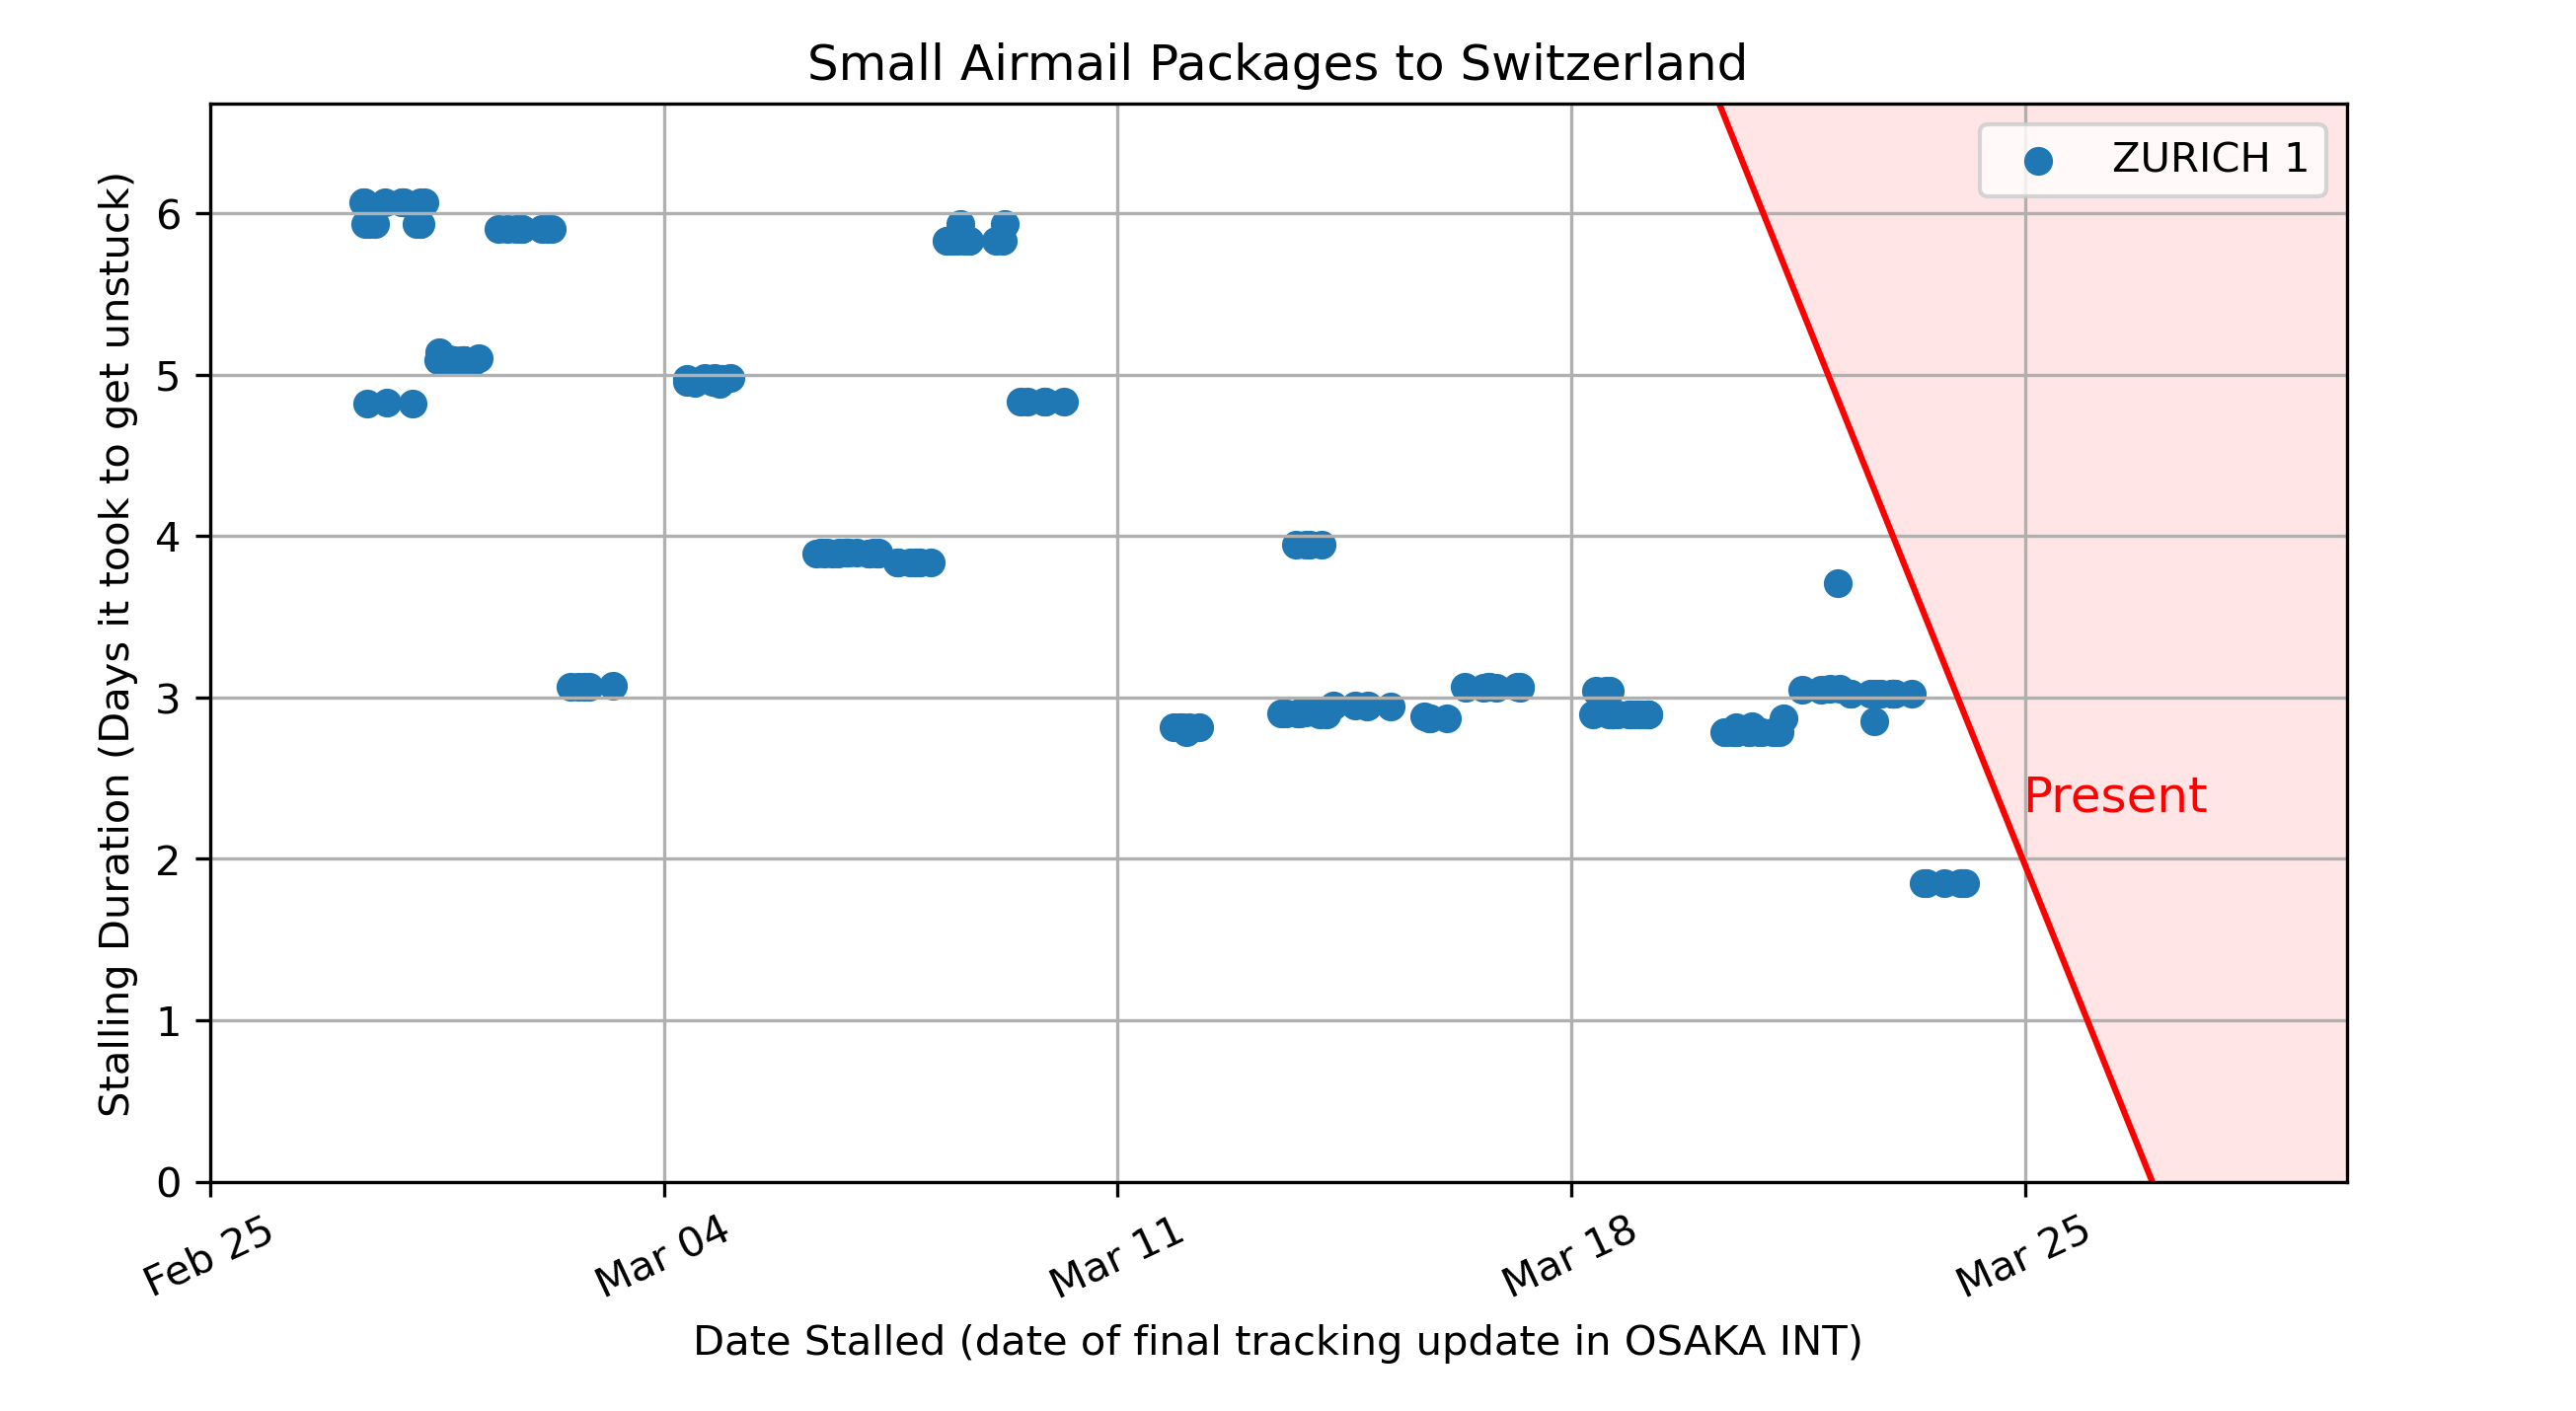 Small Airmail Packages to Switzerland
Stalling Duration (Days it took to get unstuck)
6
5
4
3
2
1
0
ZURICH 1
Present
Feb 25
Mar 04
Mar 11
Mar 18
Mar 25
Date Stalled (date of final tracking update in OSAKA INT)